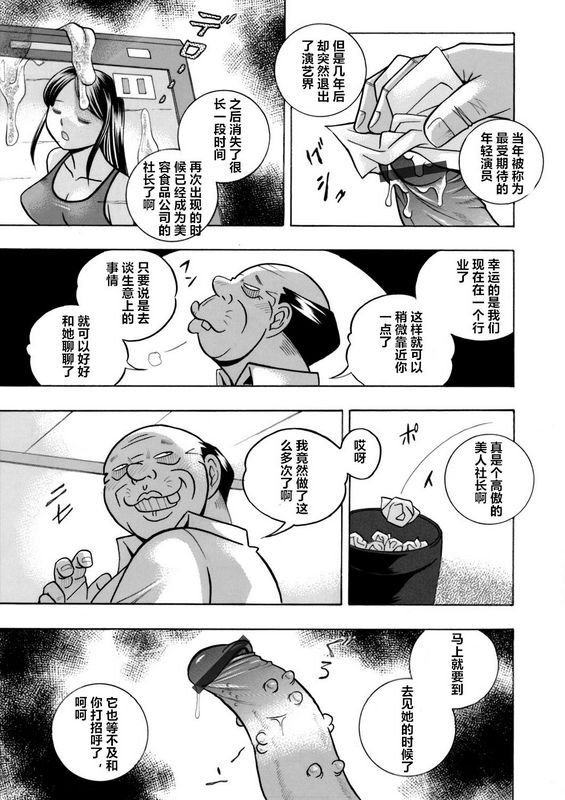 当年被称为
最受期待的
年轻演员
但是几年后
却突然退出
了演艺界
デロ
之后消失了很
长一段时间
再次出现的时
候已经成为美
容食品公司的
社长了啊
幸运的是我们
现在在一个行
业了
这样就可以
稍微靠近你
一点了
只要说是去
谈生意上的
事情
就可以好好
和她聊聊了
真是个高傲的
美人社长啊
哎呀
我竟然做了这
么多次了啊
马上就要到
去见她的时候
了
它也等不及和
你打招呼了，
呵呵